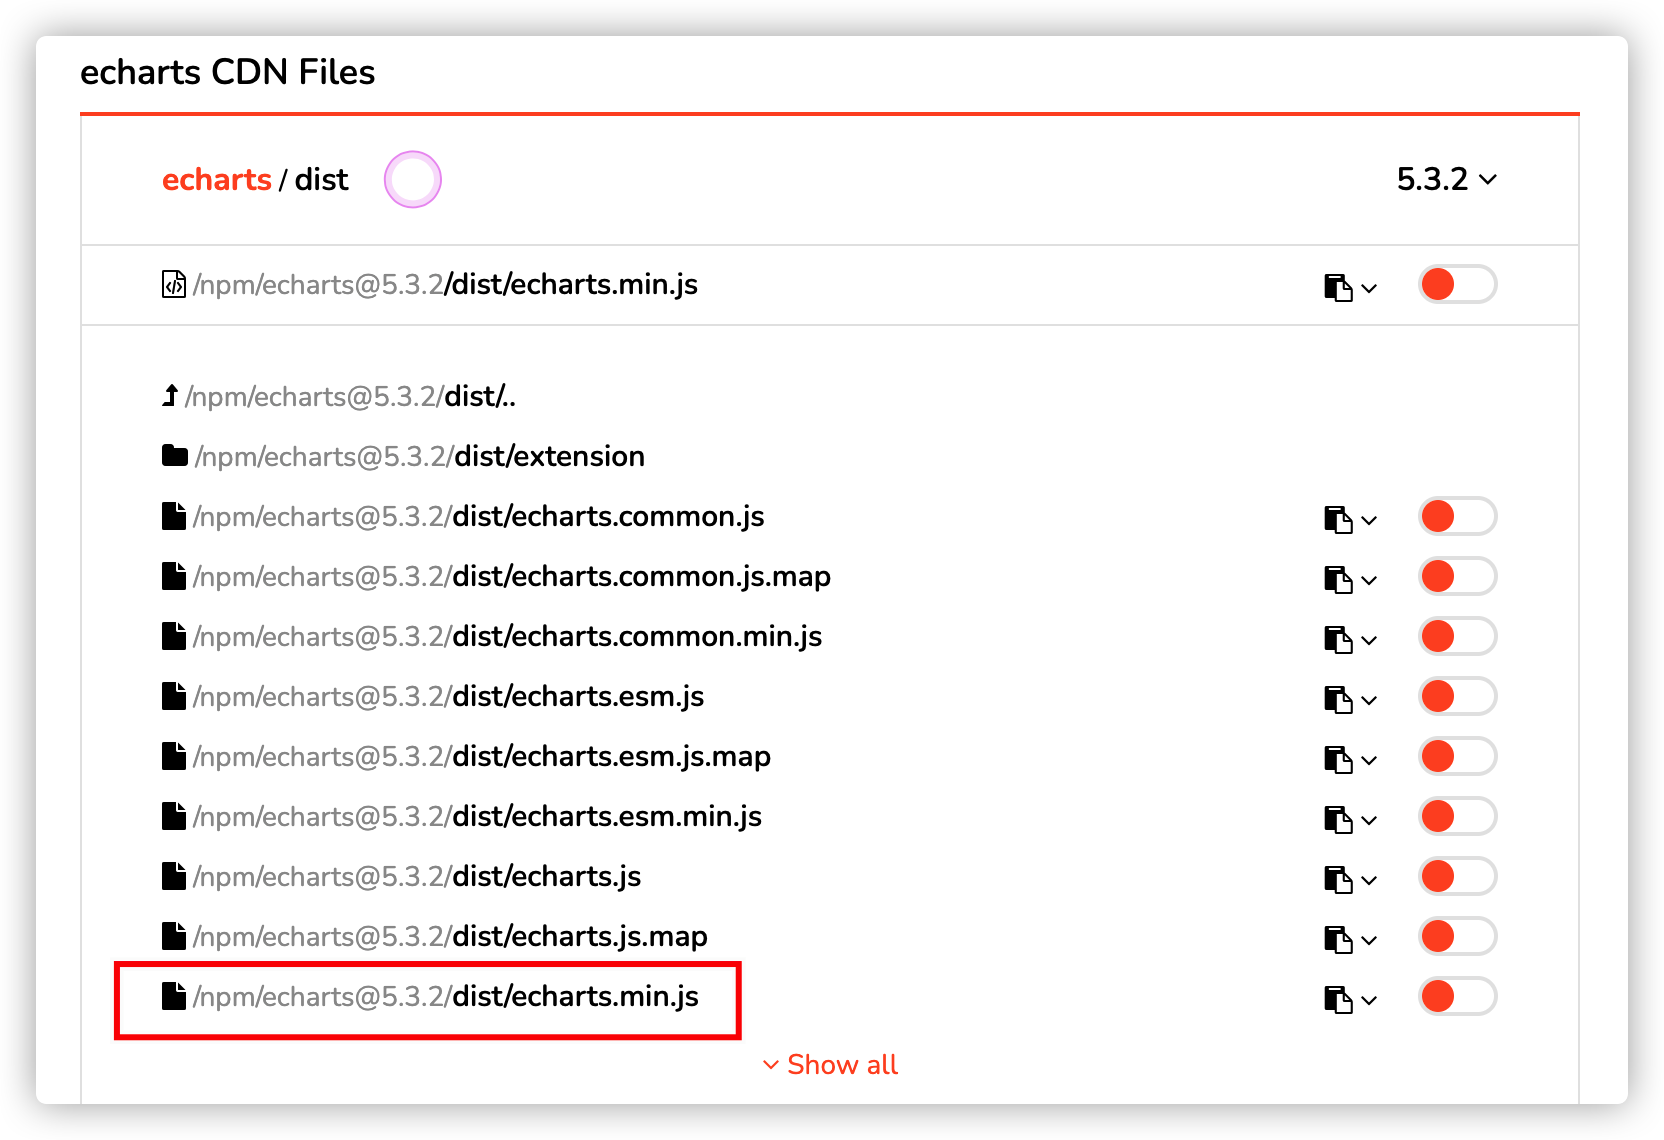 echarts CDN Files
echarts / dist
5.3.2
/npm/echarts@5.3.2/dist/echarts.min.js
/npm/echarts@5.3.2/dist/..
/npm/echarts@5.3.2/dist/extension
/npm/echarts@5.3.2/dist/echarts.common.js
/npm/echarts@5.3.2/dist/echarts.common.js.map
/npm/echarts@5.3.2/dist/echarts.common.min.js
/npm/echarts@5.3.2/dist/echarts.esm.js
/npm/echarts@5.3.2/dist/echarts.esm.js.map
/npm/echarts@5.3.2/dist/echarts.esm.min.js
/npm/echarts@5.3.2/dist/echarts.js
/npm/echarts@5.3.2/dist/echarts.js.map
/npm/echarts@5.3.2/dist/echarts.min.js
Show all